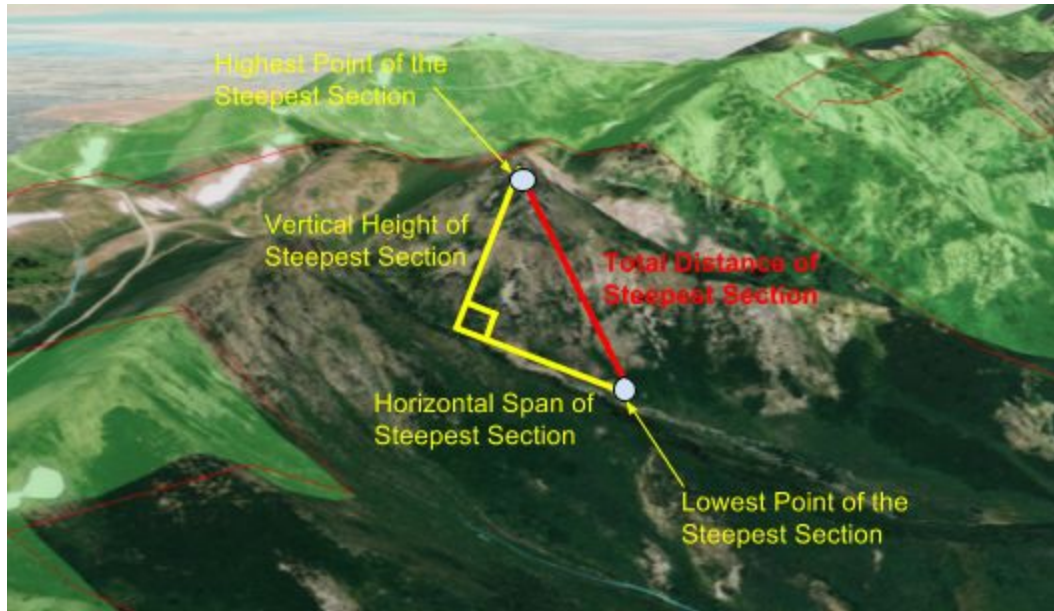 Highest Point of the
Steepest Section
Vertical Height of
Steepest Section
Total Distance of
Steepest Section
Horizontal Span of
Steepest Section
Lowest Point of the
Steepest Section